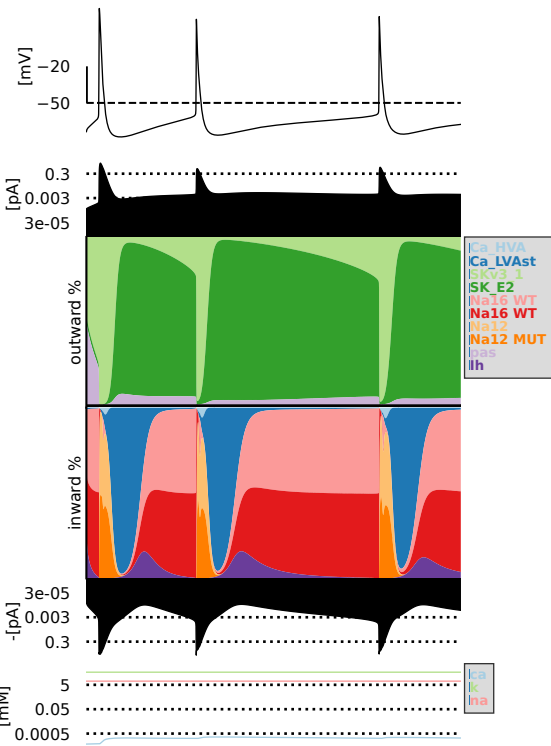 [mV]
−20
−50
[pA]
0.3
0.003
3e-05
outward %
Ca_HVA
Ca_LVAst
SKv3_1
SK_E2
Na16 WT
Na16 WT
Na12
Na12 MUT
pas
Ih
inward %
-[pA]
3e-05
0.003
0.3
[mM]
5
0.05
0.0005
ca
k
na